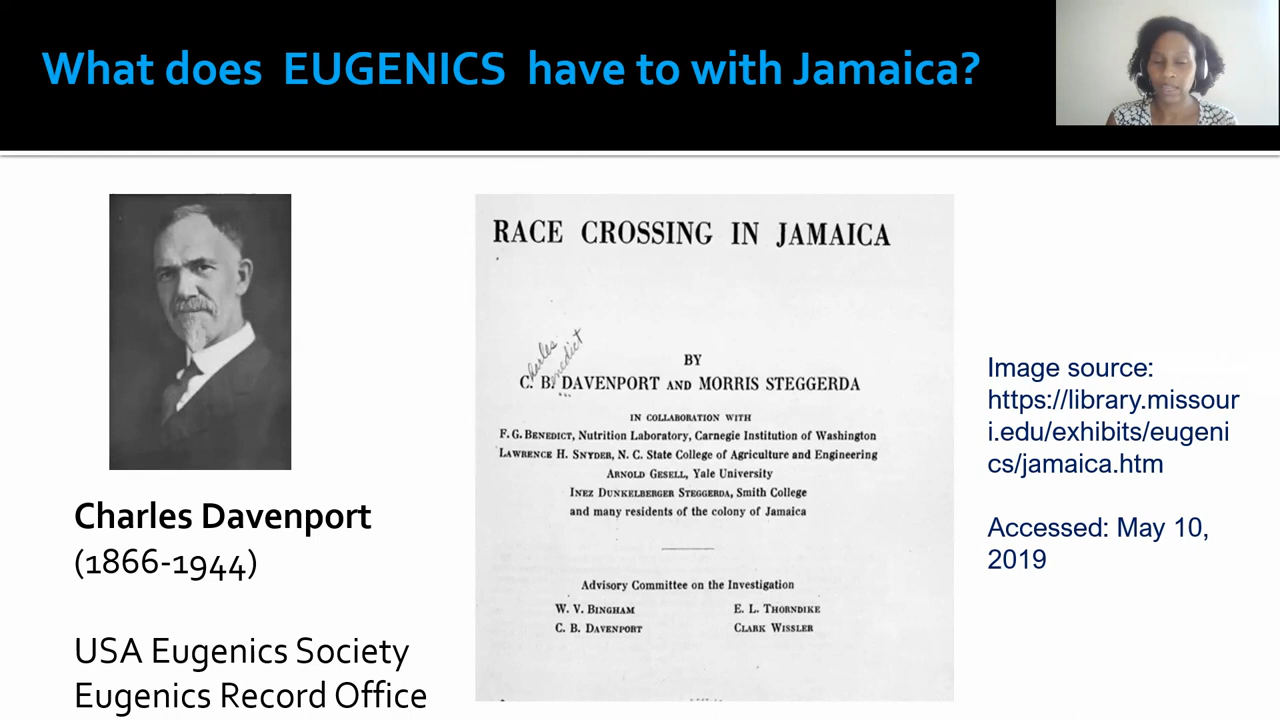 What does EUGENICS have to with Jamaica?
Charles Davenport
(1866-1944)
USA Eugenics Society
Eugenics Record Office
RACE CROSSING IN JAMAICA
BY
Charles
Benedict
C. B. DAVENPORT AND MORRIS STEGGERDA
IN COLLABORATION WITH
F. G. BENEDICT, Nutrition Laboratory, Carnegie Institution of Washington
LAWRENCE H. SNYDER, N. C. State College of Agriculture and Engineering
ARNOLD GESELL, Yale University
INEZ DUNKELBERGER STEGGERDA, Smith College
and many residents of the colony of Jamaica
Advisory Committee on the Investigation
W. V. BINGHAM
E. L. THORNDIKE
C. B. DAVENPORT
CLARK WISSLER
Image source:
https://library.missour
i.edu/exhibits/eugeni
cs/jamaica.htm
Accessed: May 10,
2019